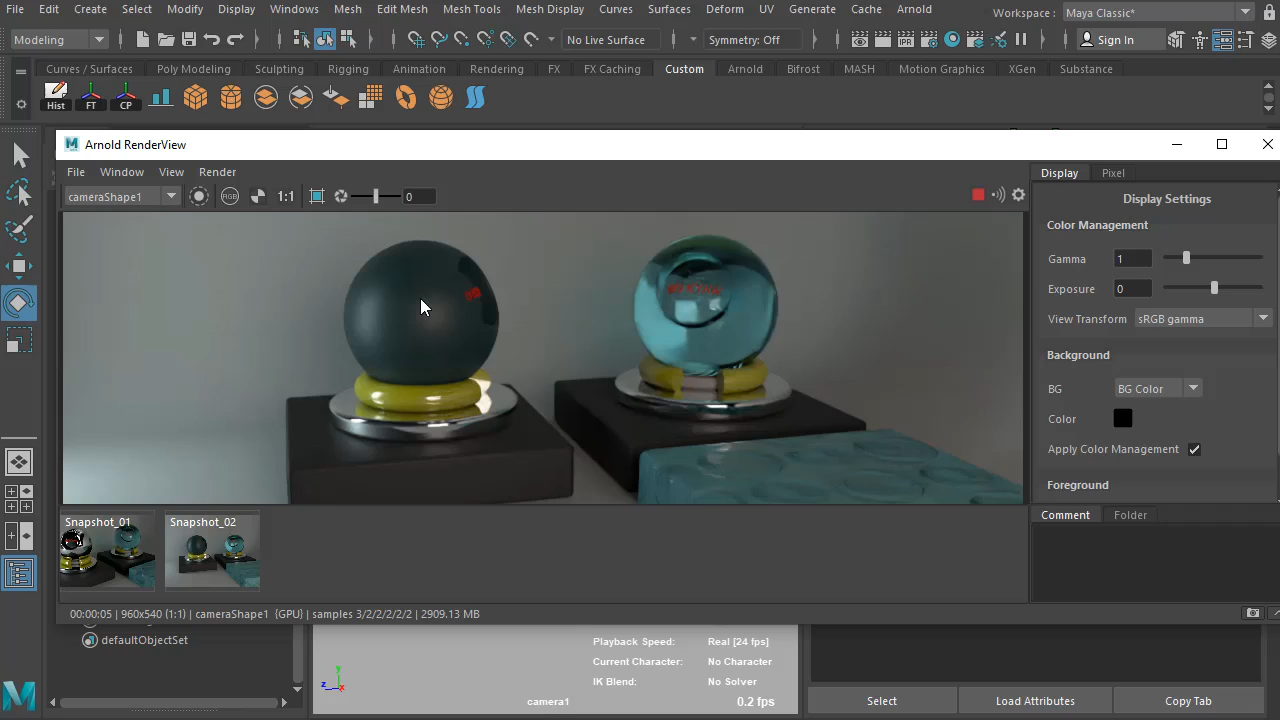 File Edit Create Select Modify Display Windows Mesh Edit Mesh Mesh Tools Mesh Display Curves Surfaces Deform UV Generate Cache Arnold Workspace : Maya Classic*
Modeling No Live Surface Symmetry: Off IPR Sign In
Curves / Surfaces Poly Modeling Sculpting Rigging Animation Rendering FX FX Caching Custom Arnold Bifrost MASH Motion Graphics XGen Substance
Hist FT CP
Arnold RenderView
File Window View Render
Display Pixel
cameraShape1 RGB 1:1 0
Display Settings
Color Management
Gamma 1
Exposure 0
View Transform sRGB gamma
Background
BG BG Color
Color
Apply Color Management
Foreground
Snapshot_01 Snapshot_02
Comment Folder
00:00:05 | 960x540 (1:1) | cameraShape1 {GPU} | samples 3/2/2/2/2/2 | 2909.13 MB
defaultObjectSet
Playback Speed: Real [24 fps]
Current Character: No Character
IK Blend: No Solver
y
z x
camera1 0.2 fps
Select Load Attributes Copy Tab